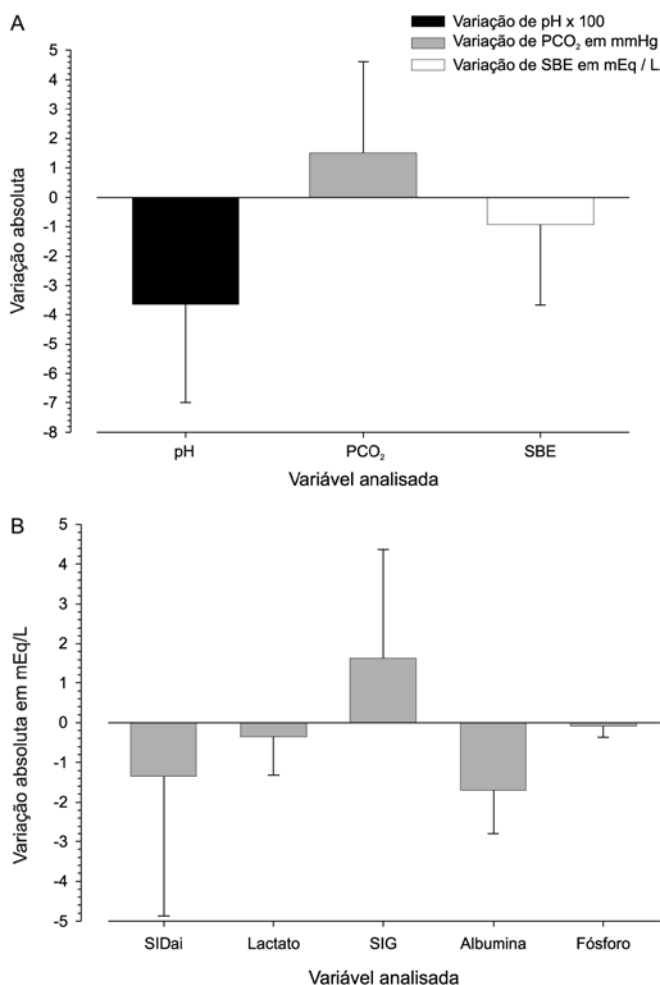 A
Variação de pH x 100
Variação de PCO₂ em mmHg
Variação de SBE em mEq / L
Variação absoluta
5
4
3
2
1
0
-1
-2
-3
-4
-5
-6
-7
-8
pH PCO₂ SBE
Variável analisada
B
Variação absoluta em mEq/L
5
4
3
2
1
0
-1
-2
-3
-4
-5
SIDai Lactato SIG Albumina Fósforo
Variável analisada